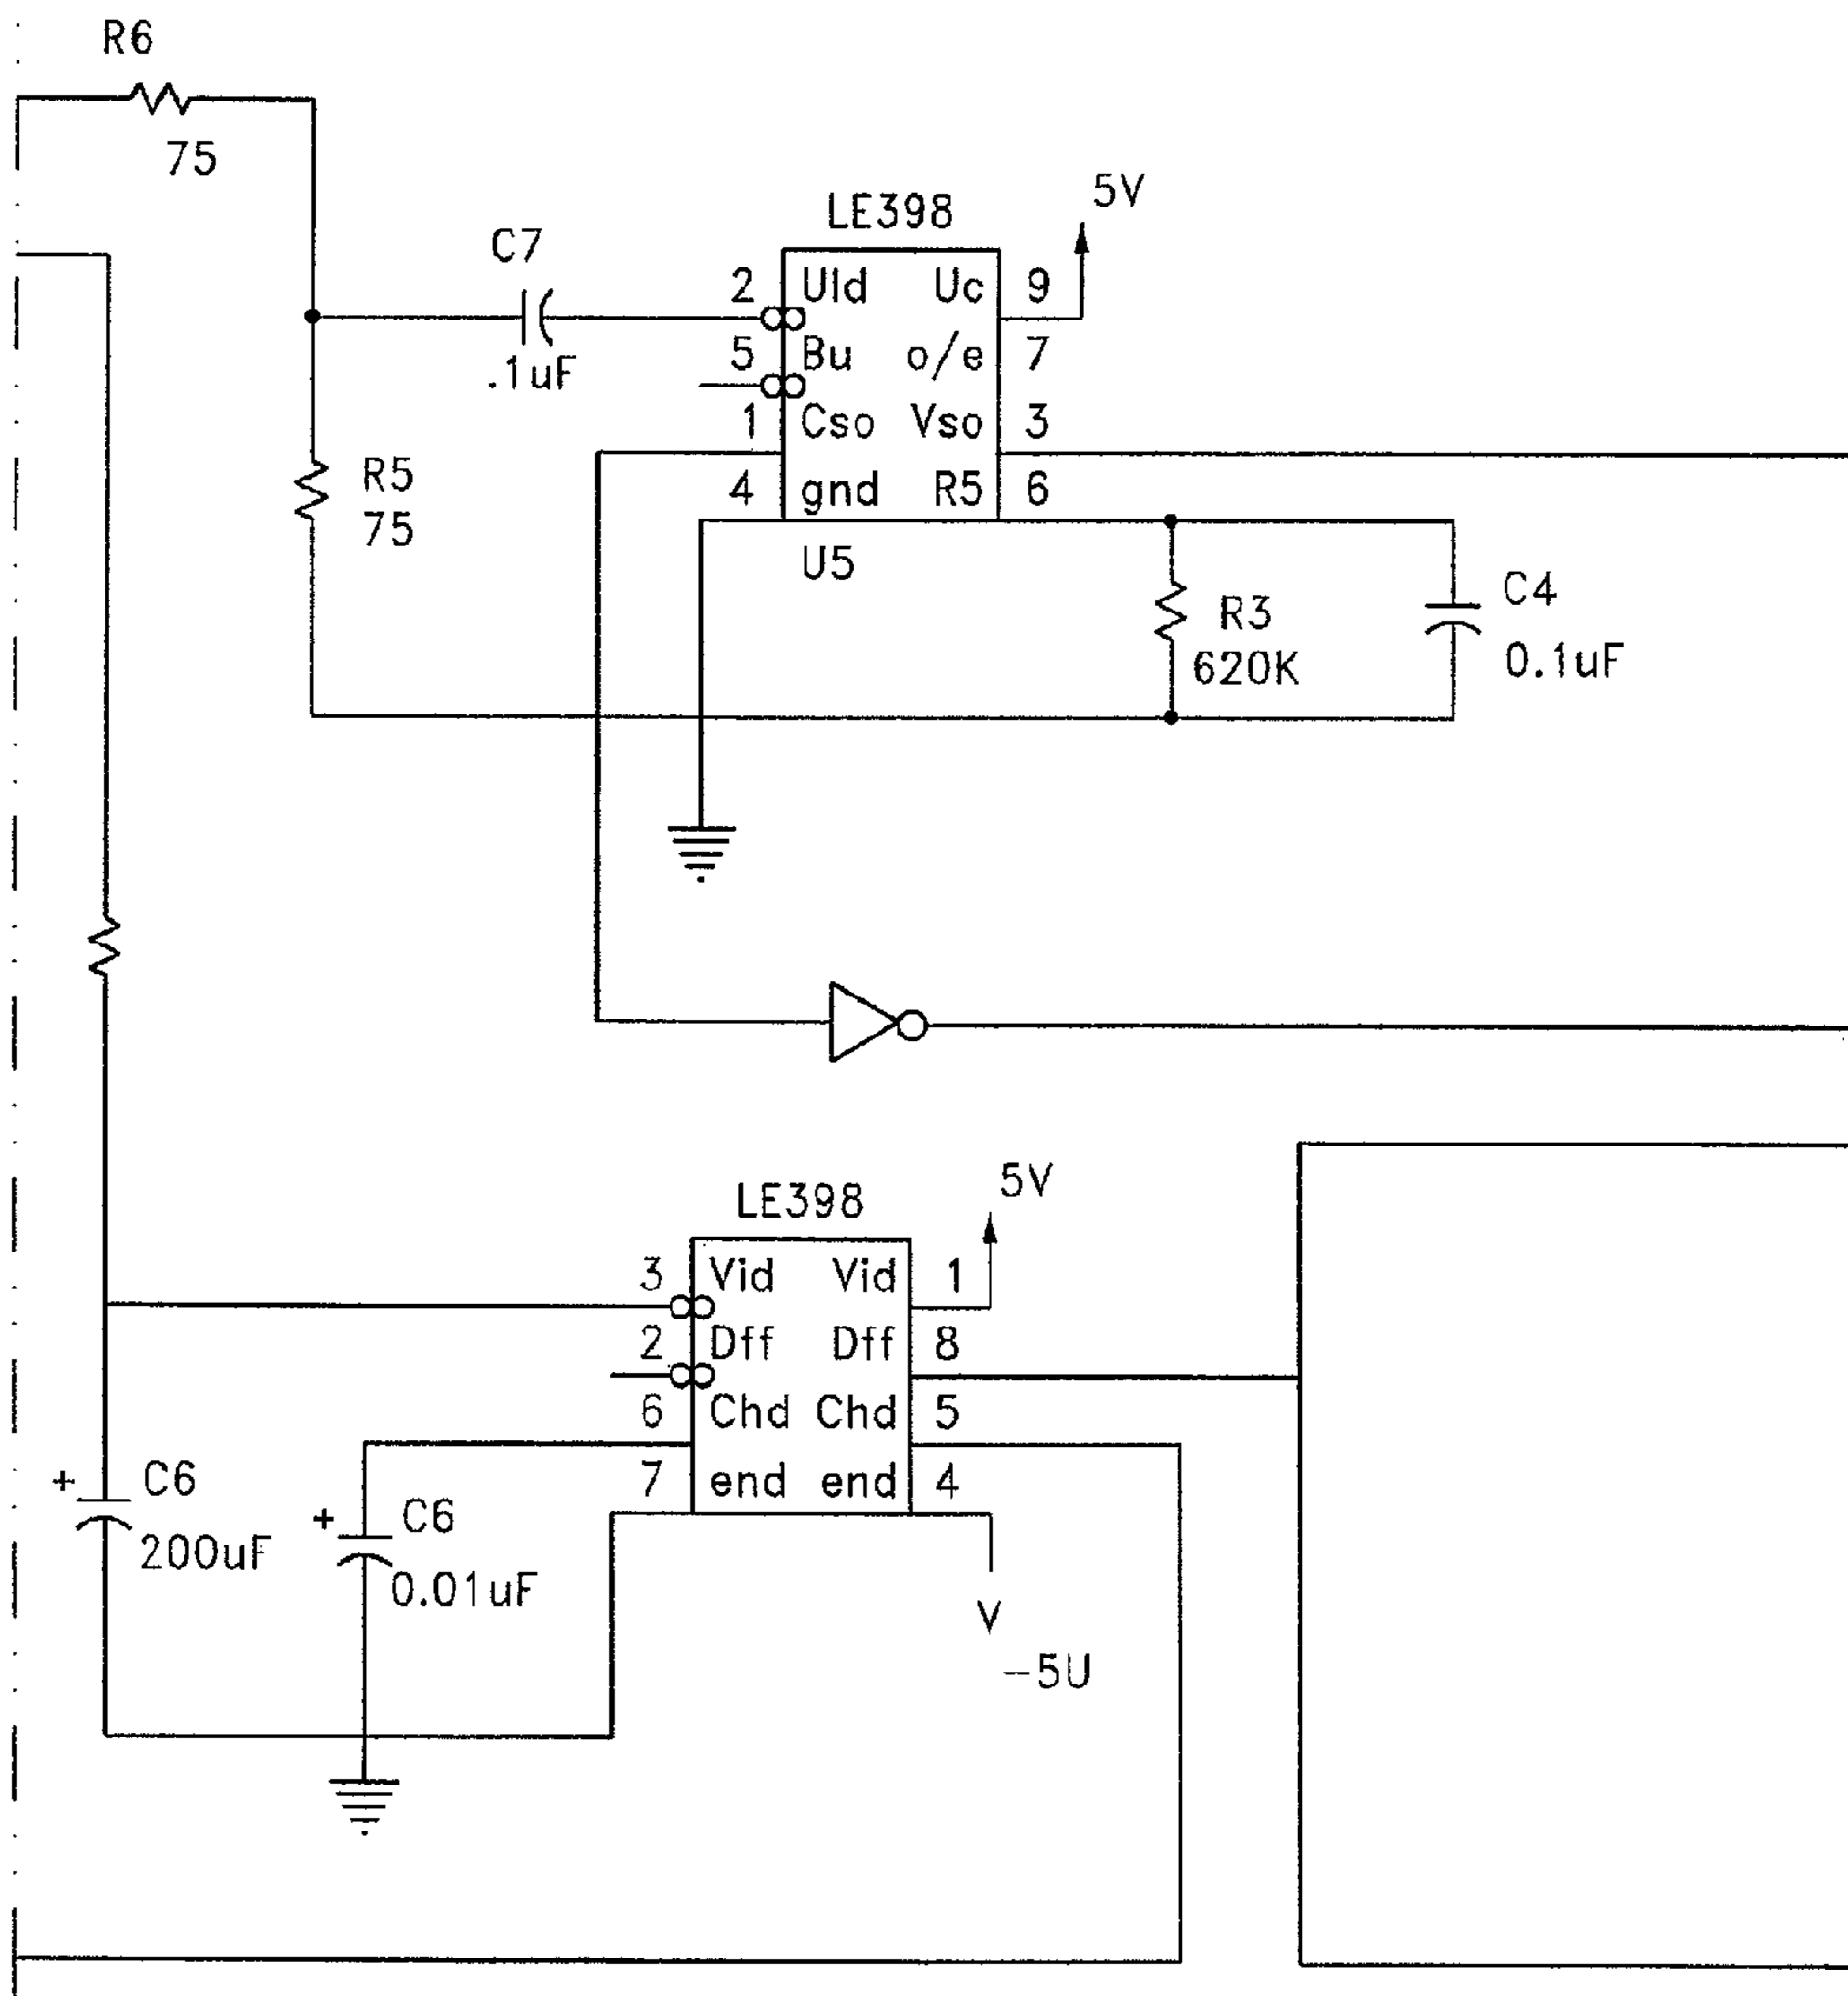 R6
75
C7
.1uF
R5
75
LE398
5V
2 Uld Uc 9
5 Bu o/e 7
1 Cso Vso 3
4 gnd R5 6
U5
R3
620K
C4
0.1uF
LE398
5V
3 Vid Vid 1
2 Dff Dff 8
6 Chd Chd 5
7 end end 4
+ C6
200uF
+ C6
0.01uF
V
-5U